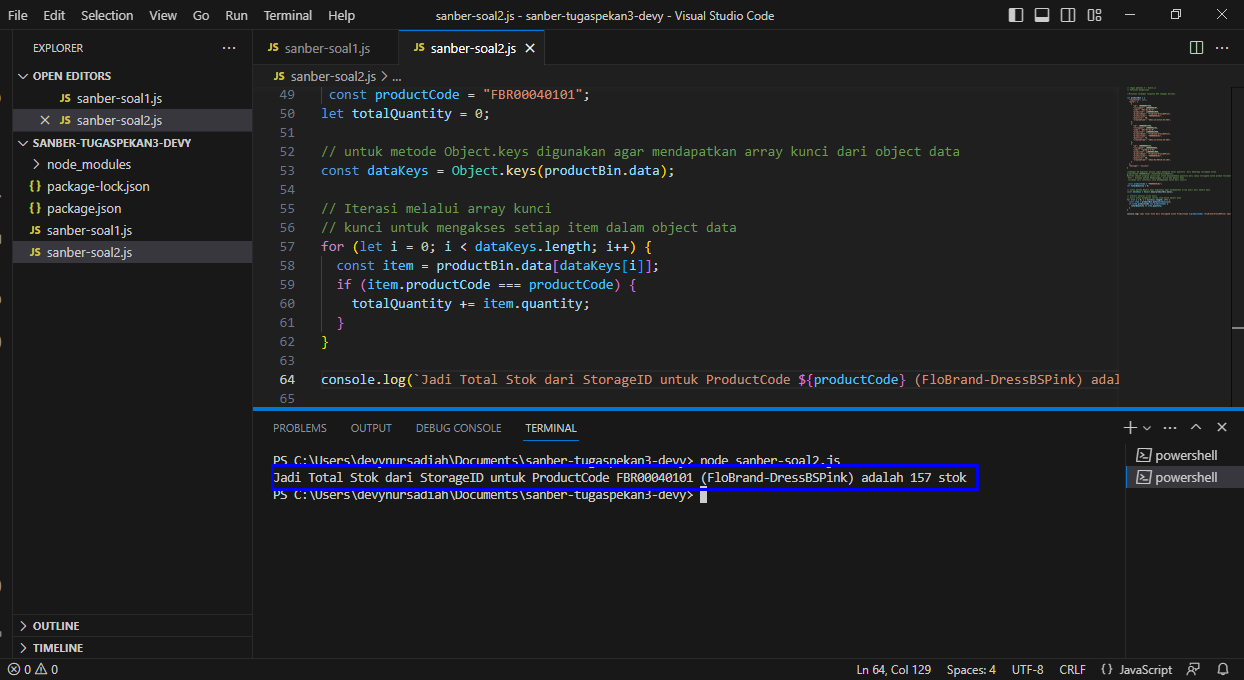 File Edit Selection View Go Run Terminal Help sanber-soal2.js - sanber-tugaspekan3-devy - Visual Studio Code
EXPLORER
OPEN EDITORS
JS sanber-soal1.js
JS sanber-soal2.js
SANBER-TUGASPEKAN3-DEVY
node_modules
{} package-lock.json
{} package.json
JS sanber-soal1.js
JS sanber-soal2.js
OUTLINE
TIMELINE
JS sanber-soal1.js JS sanber-soal2.js
JS sanber-soal2.js > ...
49 const productCode = "FBR00040101";
50 let totalQuantity = 0;
51
52 // untuk metode Object.keys digunakan agar mendapatkan array kunci dari object data
53 const dataKeys = Object.keys(productBin.data);
54
55 // Iterasi melalui array kunci
56 // kunci untuk mengakses setiap item dalam object data
57 for (let i = 0; i < dataKeys.length; i++) {
58 const item = productBin.data[dataKeys[i]];
59 if (item.productCode === productCode) {
60 totalQuantity += item.quantity;
61 }
62 }
63
64 console.log(`Jadi Total Stok dari StorageID untuk ProductCode ${productCode} (FloBrand-DressBSPink) adal
65
PROBLEMS OUTPUT DEBUG CONSOLE TERMINAL
PS C:\Users\devynursadiah\Documents\sanber-tugaspekan3-devy> node sanber-soal2.js
Jadi Total Stok dari StorageID untuk ProductCode FBR00040101 (FloBrand-DressBSPink) adalah 157 stok
PS C:\Users\devynursadiah\Documents\sanber-tugaspekan3-devy>
powershell
powershell
0 0 Ln 64, Col 129 Spaces: 4 UTF-8 CRLF {} JavaScript